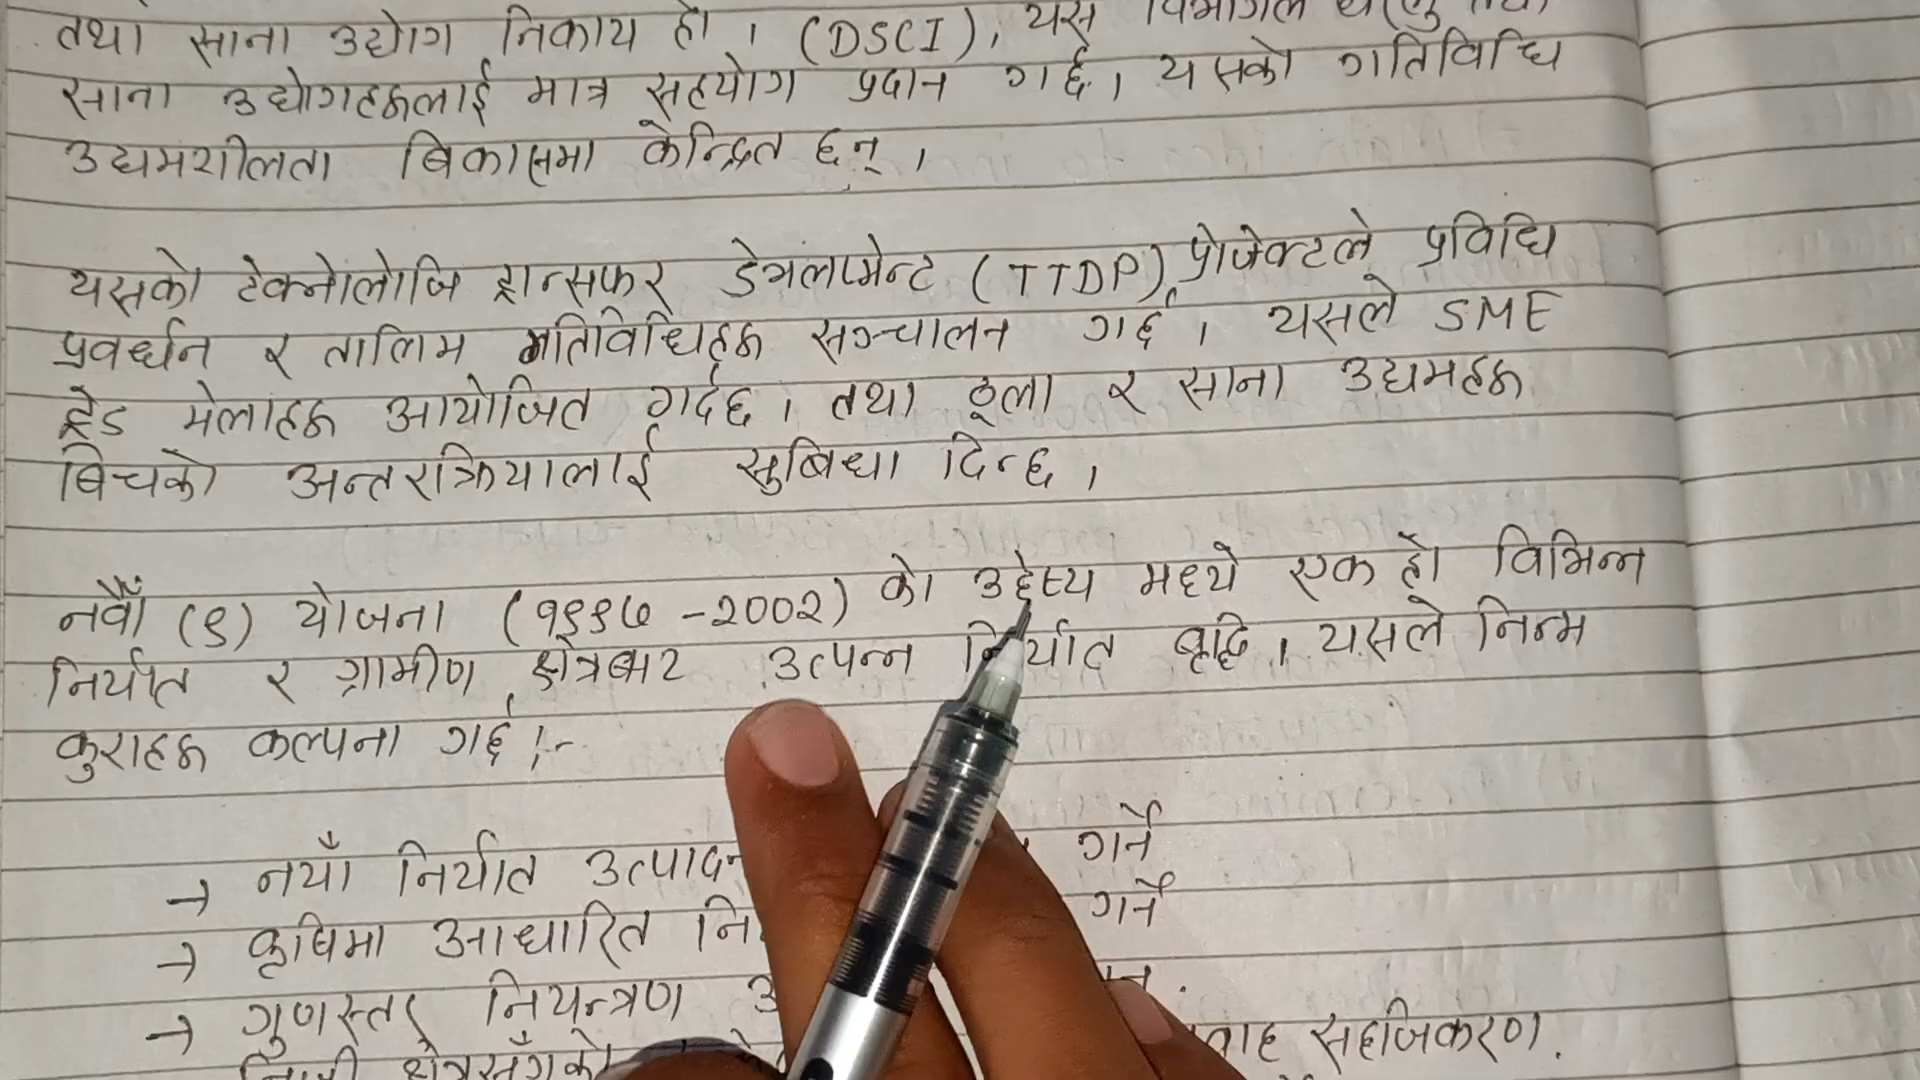 तथा साना उद्योग निकाय हो । (DSCI), यस विभागले
साना उद्योगहरूलाई मात्र सहयोग प्रदान गर्छ । यसको गतिविधि
उद्यमशीलता बिकासमा केन्द्रित छन् ।
यसको टेक्नोलोजि ट्रान्सफर डेभलपमेन्ट (TTDP) प्रोजेक्टले प्रविधि
प्रवर्धन र तालिम गतिविधिहरू सञ्चालन गर्छ । यसले SME
ट्रेड मेलाहरू आयोजित गर्दछ । तथा ठूला र साना उद्यमहरू
बिचको अन्तरक्रियालाई सुबिधा दिन्छ ।
नवौँ (९) योजना (१९९७ - २००२) को उद्देश्य मध्ये एक हो विभिन्न
निर्यात र ग्रामीण क्षेत्रबाट उत्पन्न निर्यात बृद्धि । यसले निम्न
कुराहरू कल्पना गर्छ :-
→ नयाँ निर्यात गर्ने
→ कृषिमा आधारित गर्ने
→ गुणस्तर नियन्त्रण
सहजिकरण.